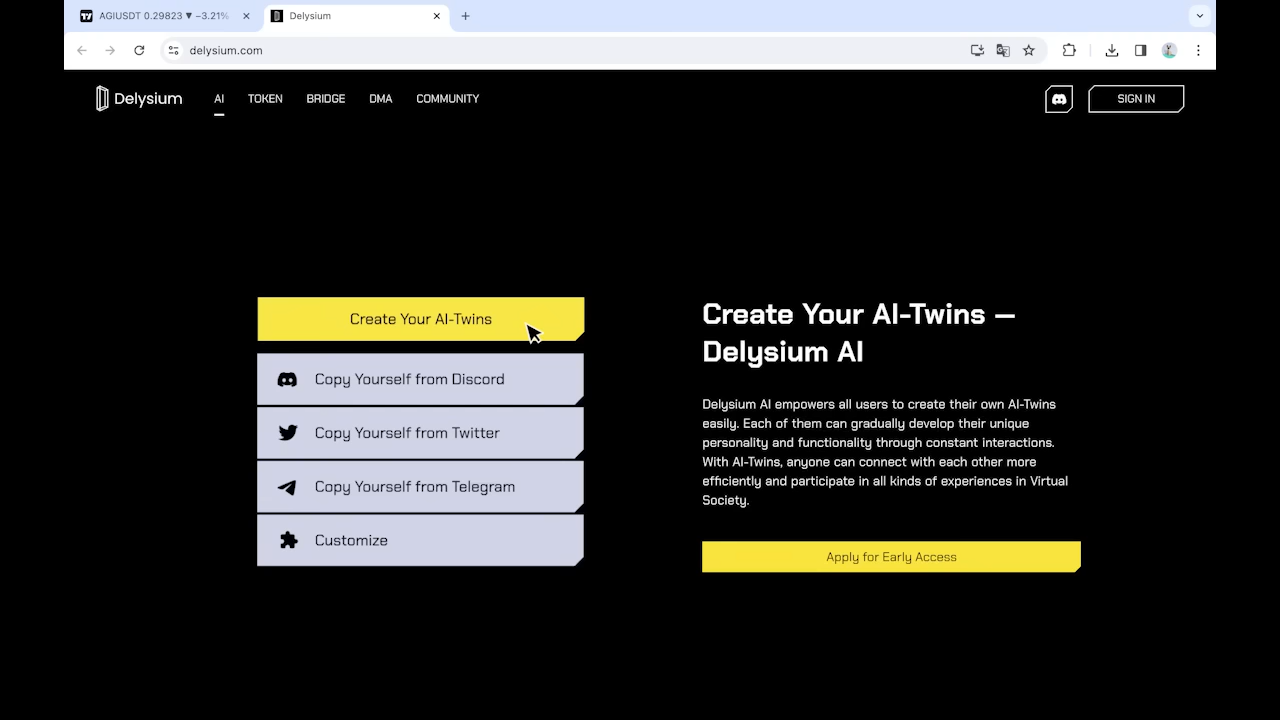 AGIUSDT 0.29823 ▼ −3.21%
Delysium
delysium.com
Delysium
AI
TOKEN
BRIDGE
DMA
COMMUNITY
SIGN IN
Create Your AI-Twins
Copy Yourself from Discord
Copy Yourself from Twitter
Copy Yourself from Telegram
Customize
Create Your AI-Twins —
Delysium AI
Delysium AI empowers all users to create their own AI-Twins
easily. Each of them can gradually develop their unique
personality and functionality through constant interactions.
With AI-Twins, anyone can connect with each other more
efficiently and participate in all kinds of experiences in Virtual
Society.
Apply for Early Access